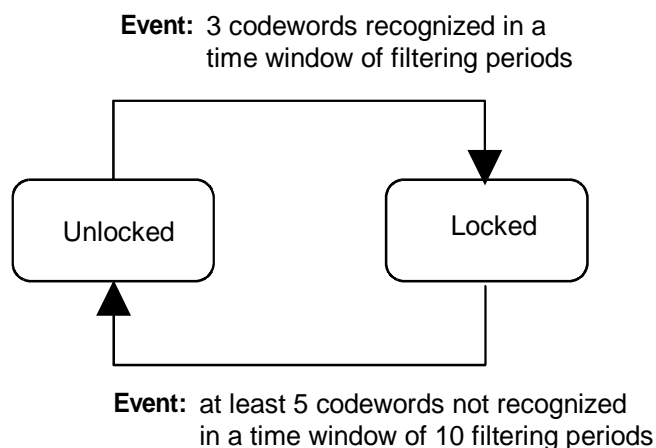 Event: 3 codewords recognized in a
time window of filtering periods
Unlocked
Locked
Event: at least 5 codewords not recognized
in a time window of 10 filtering periods